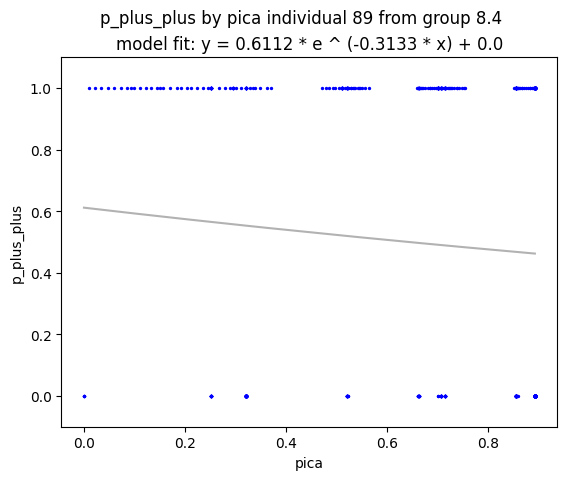 p_plus_plus by pica individual 89 from group 8.4
model fit: y = 0.6112 * e ^ (-0.3133 * x) + 0.0
1.0
0.8
0.6
0.4
0.2
0.0
p_plus_plus
0.0 0.2 0.4 0.6 0.8
pica